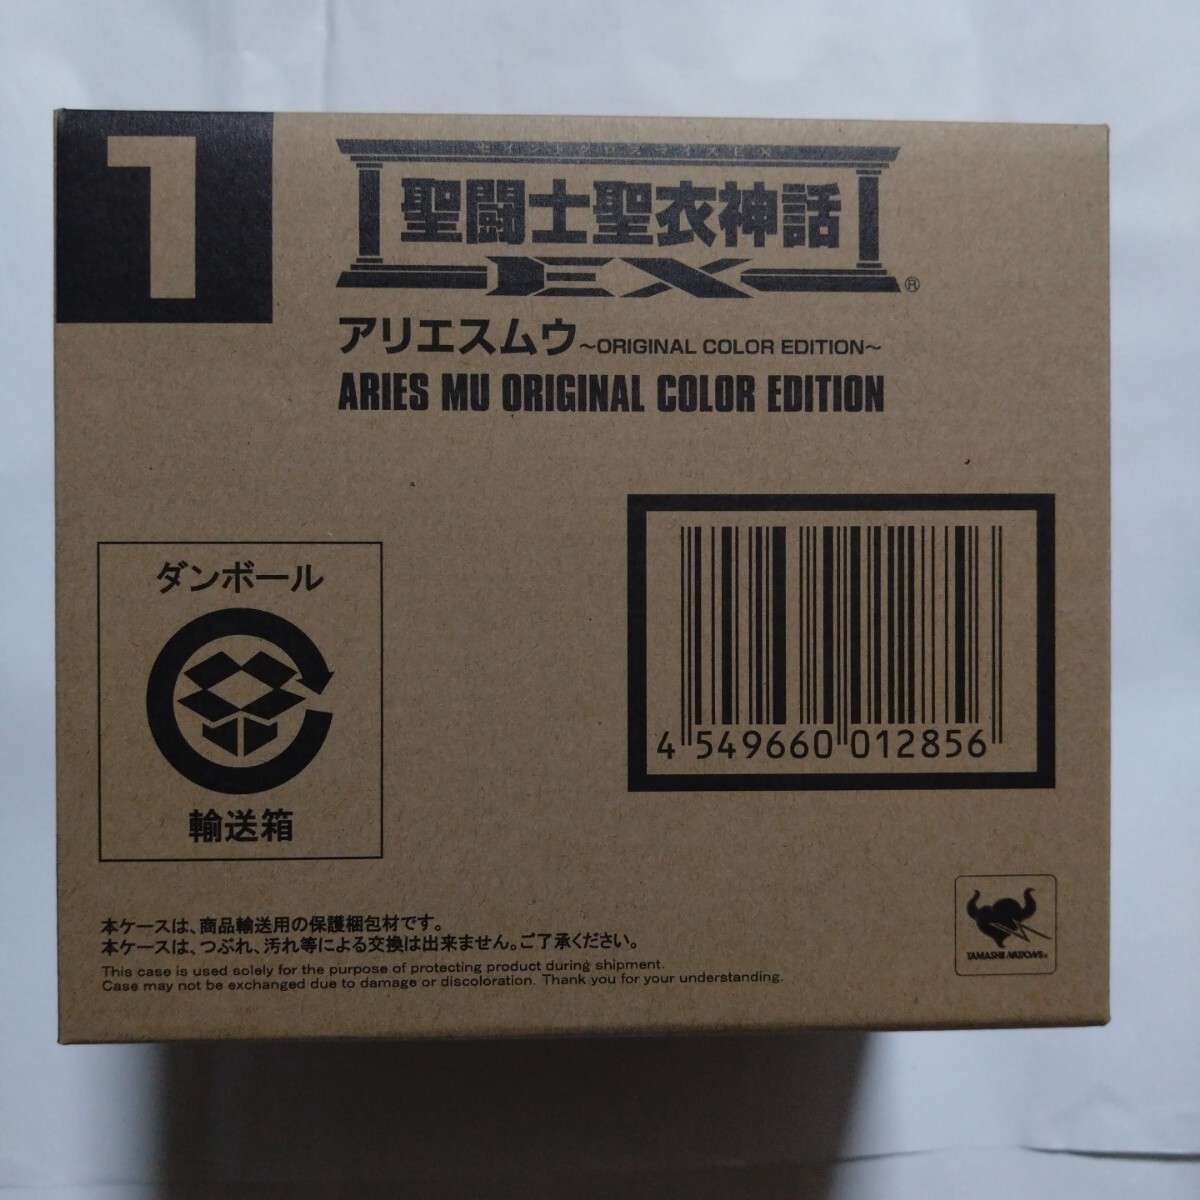 1
セイントクロスマイスEX
聖闘士聖衣神話
EX®
アリエスムウ~ORIGINAL COLOR EDITION~
ARIES MU ORIGINAL COLOR EDITION
ダンボール
輸送箱
4 549660 012856
本ケースは、商品輸送用の保護梱包材です。
本ケースは、つぶれ、汚れ等による交換は出来ません。ご了承ください。
This case is used solely for the purpose of protecting product during shipment.
Case may not be exchanged due to damage or discoloration. Thank you for your understanding.
TAMASHII NATIONS®